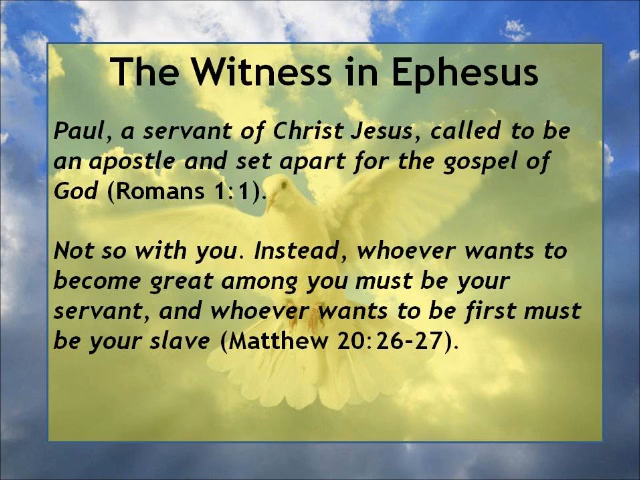 The Witness in Ephesus
Paul, a servant of Christ Jesus, called to be
an apostle and set apart for the gospel of
God (Romans 1:1).
Not so with you. Instead, whoever wants to
become great among you must be your
servant, and whoever wants to be first must
be your slave (Matthew 20:26-27).